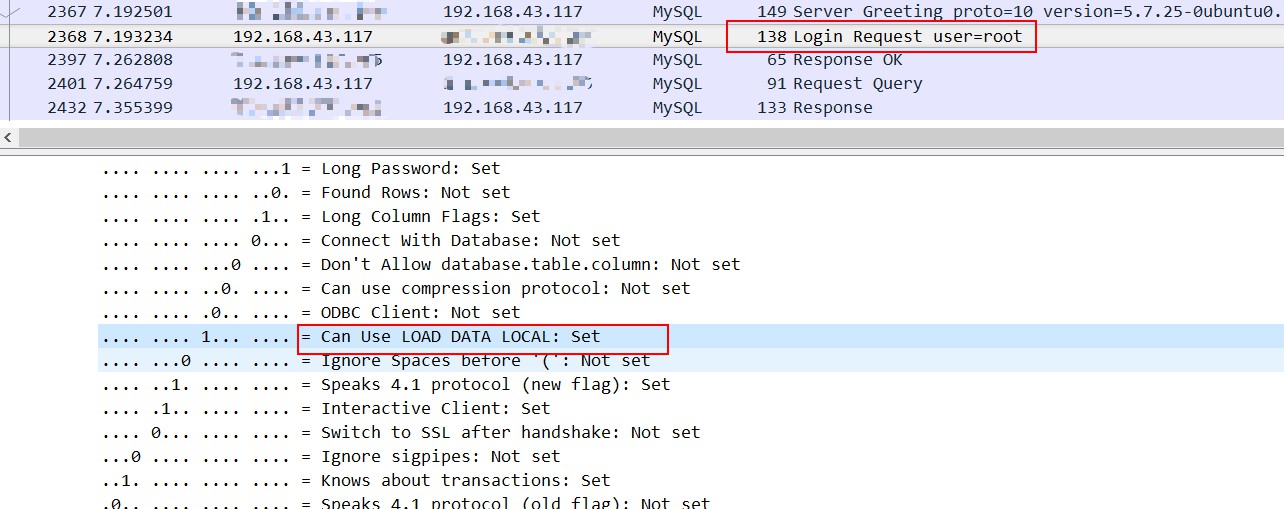 2367 7.192501 192.168.43.117 MySQL 149 Server Greeting proto=10 version=5.7.25-0ubuntu0.
2368 7.193234 192.168.43.117 MySQL 138 Login Request user=root
2397 7.262808 192.168.43.117 MySQL 65 Response OK
2401 7.264759 192.168.43.117 MySQL 91 Request Query
2432 7.355399 192.168.43.117 MySQL 133 Response
.... .... .... ...1 = Long Password: Set
.... .... .... ..0. = Found Rows: Not set
.... .... .... .1.. = Long Column Flags: Set
.... .... .... 0... = Connect With Database: Not set
.... .... ...0 .... = Don't Allow database.table.column: Not set
.... .... ..0. .... = Can use compression protocol: Not set
.... .... .0.. .... = ODBC Client: Not set
.... .... 1... .... = Can Use LOAD DATA LOCAL: Set
.... ...0 .... .... = Ignore Spaces before '(': Not set
.... ..1. .... .... = Speaks 4.1 protocol (new flag): Set
.... .1.. .... .... = Interactive Client: Set
.... 0... .... .... = Switch to SSL after handshake: Not set
...0 .... .... .... = Ignore sigpipes: Not set
..1. .... .... .... = Knows about transactions: Set
.0.. .... .... .... = Speaks 4.1 protocol (old flag): Not set